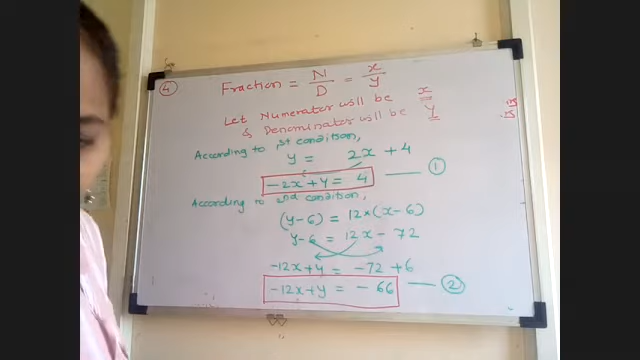 4 Fraction = N/D = x/y
Let Numerator will be x
& Denominator will be y
According to 1st condition,
y = 2x + 4
-2x + y = 4 — 1
According to 2nd condition,
(y-6) = 12×(x-6)
y-6 = 12x - 72
-12x+y = -72 +6
-12x+y = - 66 — 2